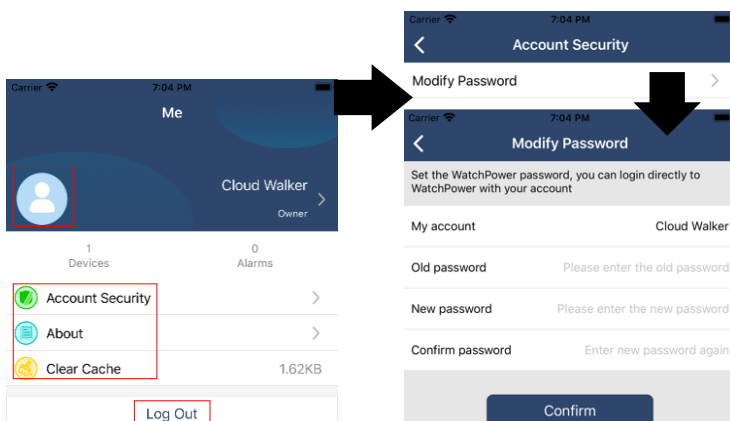 Carrier 7:04 PM
Me
Cloud Walker
Owner
1
Devices
0
Alarms
Account Security
About
Clear Cache 1.62KB
Log Out
Carrier 7:04 PM
Account Security
Modify Password
Carrier 7:04 PM
Modify Password
Set the WatchPower password, you can login directly to
WatchPower with your account
My account Cloud Walker
Old password Please enter the old password
New password Please enter the new password
Confirm password Enter new password again
Confirm